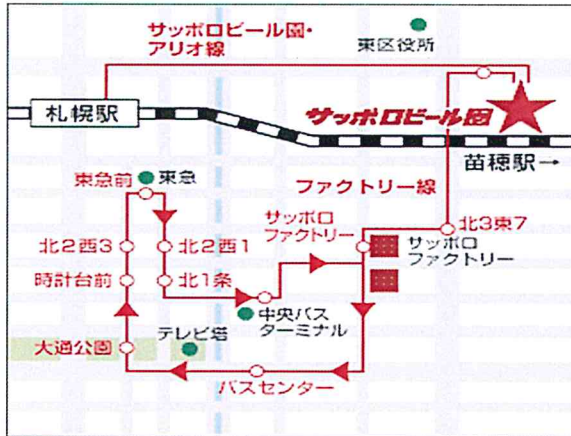 サッポロビール園・
アリオ線
東区役所
札幌駅
サッポロビール園
苗穂駅→
東急前
東急
ファクトリー線
サッポロ
ファクトリー
北3東7
北2西3
北2西1
サッポロ
ファクトリー
時計台前
北1条
中央バス
ターミナル
大通公園
テレビ塔
バスセンター